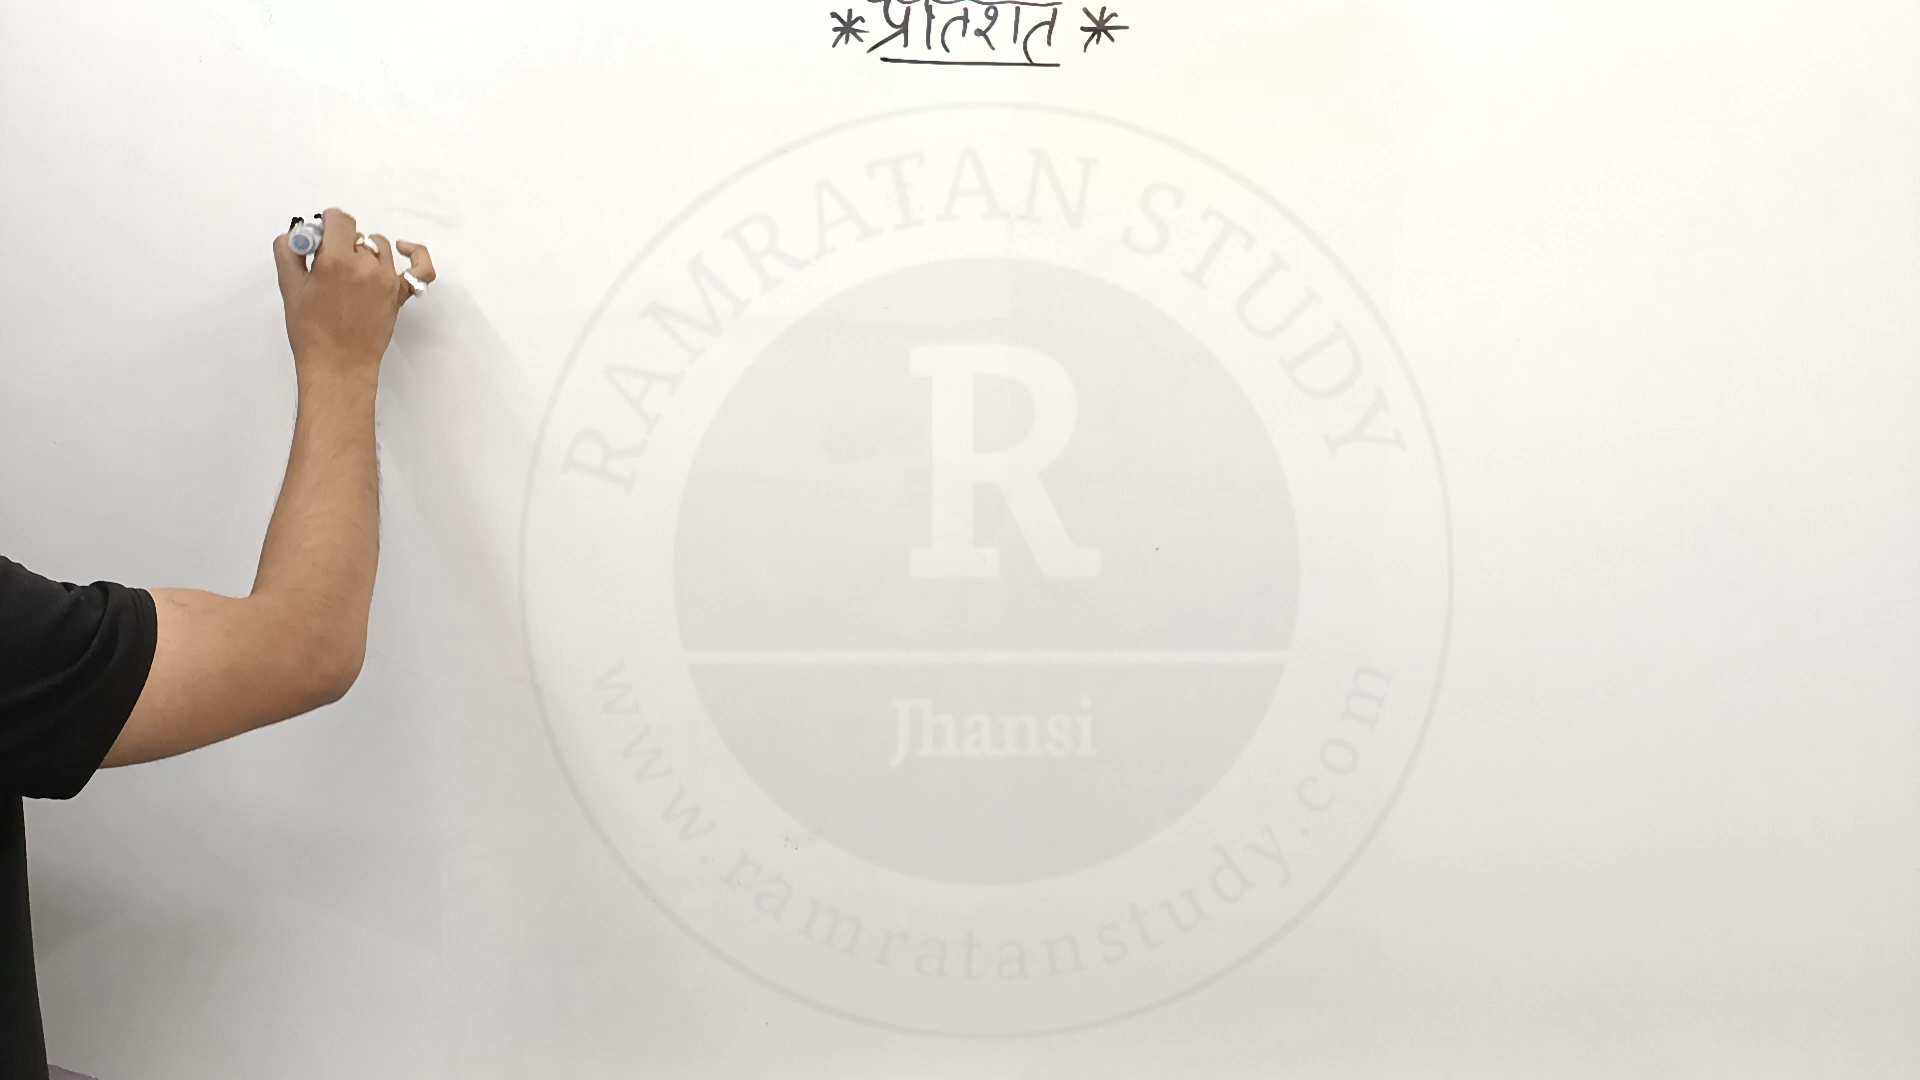 *प्रतिशत*
RAMRATAN STUDY
R
Jhansi
www.ramratanstudy.com